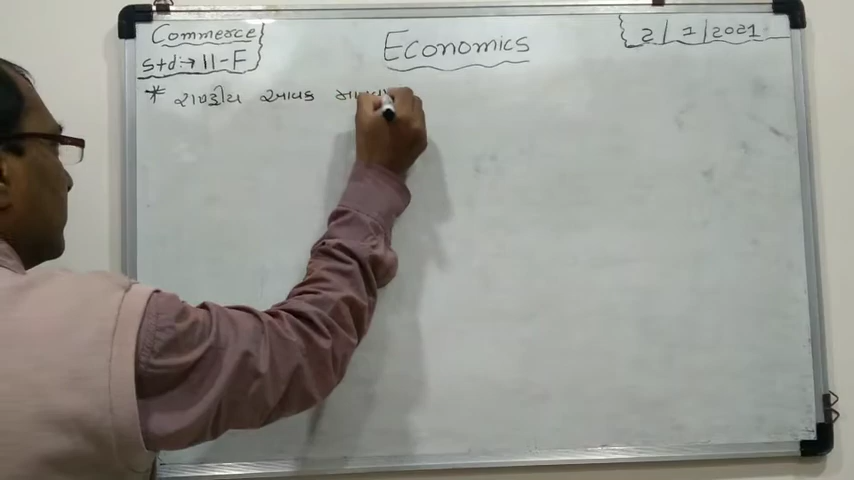 Commerce
Std:→ 11-F
Economics
2/1/2021
* રાષ્ટ્રીય આવક